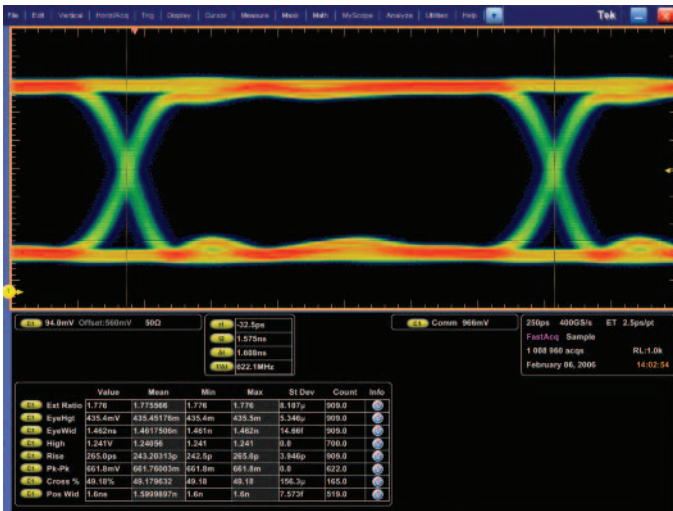 File Edit Vertical Horiz/Acq Trig Display Cursor Measure Mask Math MyScope Analyze Utilities Help Tek
1
C1 94.0mV Offset:560mV 50Ω
t1 -32.5ps
t2 1.575ns
Δt 1.608ns
1/Δt 622.1MHz
C1 Comm 966mV
250ps 400GS/s ET 2.5ps/pt
FastAcq Sample
1 008 960 acqs RL:1.0k
February 06, 2006 14:02:54
Value Mean Min Max St Dev Count Info
C1 Ext Ratio 1.776 1.775566 1.776 1.776 8.107µ 909.0
C1 EyeHgt 435.4mV 435.45176m 435.4m 435.5m 5.346µ 909.0
C1 EyeWid 1.462ns 1.4617506n 1.461n 1.462n 14.66f 909.0
C1 High 1.241V 1.24056 1.241 1.241 0.0 700.0
C1 Rise 265.0ps 243.20313p 242.5p 265.0p 3.946p 909.0
C1 Pk-Pk 661.8mV 661.76003m 661.8m 661.8m 0.0 622.0
C1 Cross % 49.18% 49.179632 49.18 49.18 156.3µ 165.0
C1 Pos Wid 1.6ns 1.5999897n 1.6n 1.6n 7.573f 519.0